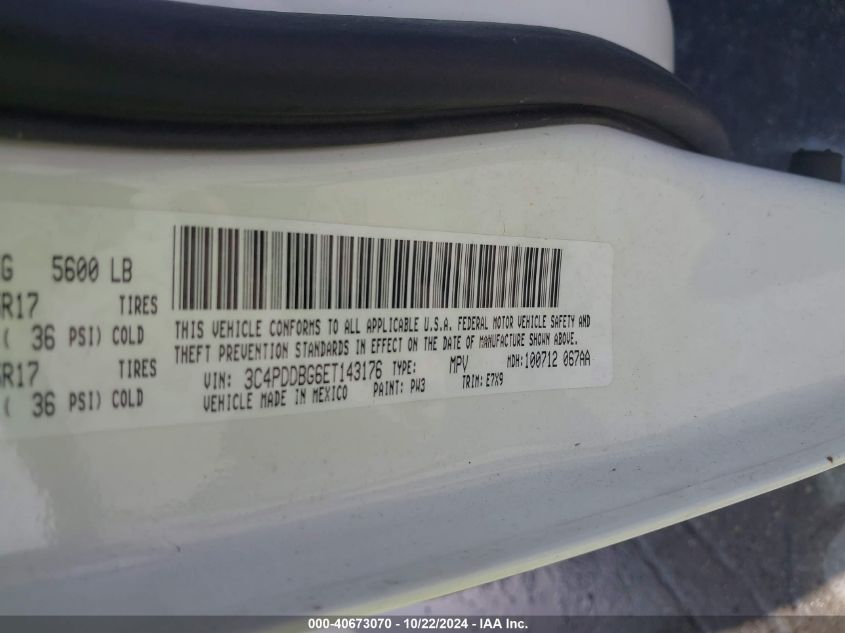 G 5600 LB
R17 TIRES
( 36 PSI) COLD
R17 TIRES
( 36 PSI) COLD
THIS VEHICLE CONFORMS TO ALL APPLICABLE U.S.A. FEDERAL MOTOR VEHICLE SAFETY AND
THEFT PREVENTION STANDARDS IN EFFECT ON THE DATE OF MANUFACTURE SHOWN ABOVE.
VIN: 3C4PDDBG6ET143176 TYPE: MPV MDH:100712 067AA
VEHICLE MADE IN MEXICO PAINT: PW3 TRIM: E7X9
000-40673070 - 10/22/2024 - IAA Inc.